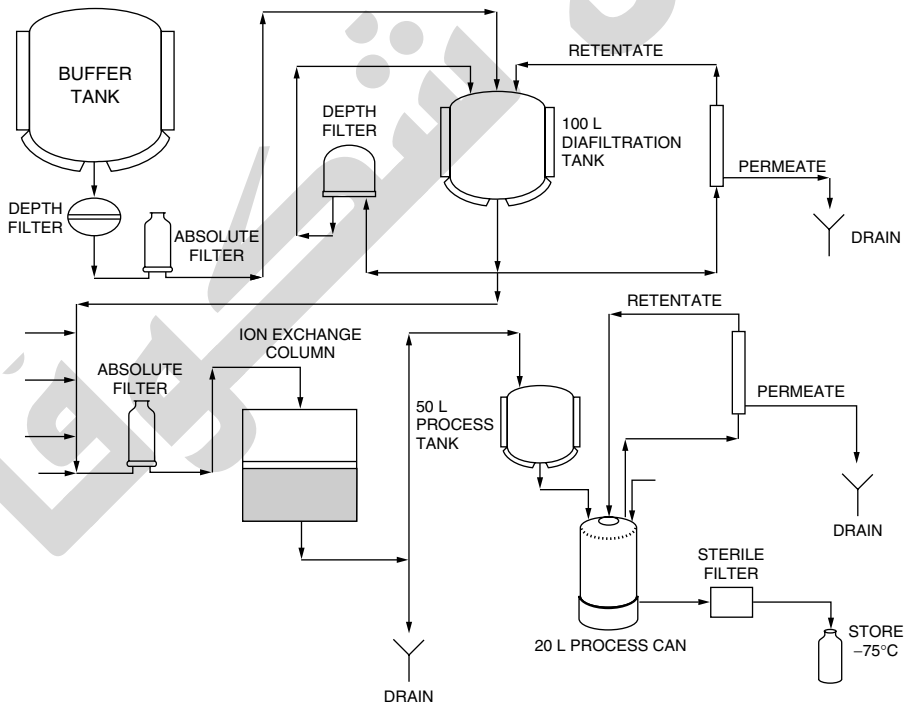 BUFFER
TANK
DEPTH
FILTER
ABSOLUTE
FILTER
DEPTH
FILTER
100 L
DIAFILTRATION
TANK
RETENTATE
PERMEATE
DRAIN
ABSOLUTE
FILTER
ION EXCHANGE
COLUMN
50 L
PROCESS
TANK
RETENTATE
PERMEATE
DRAIN
20 L PROCESS CAN
STERILE
FILTER
STORE
–75°C
DRAIN